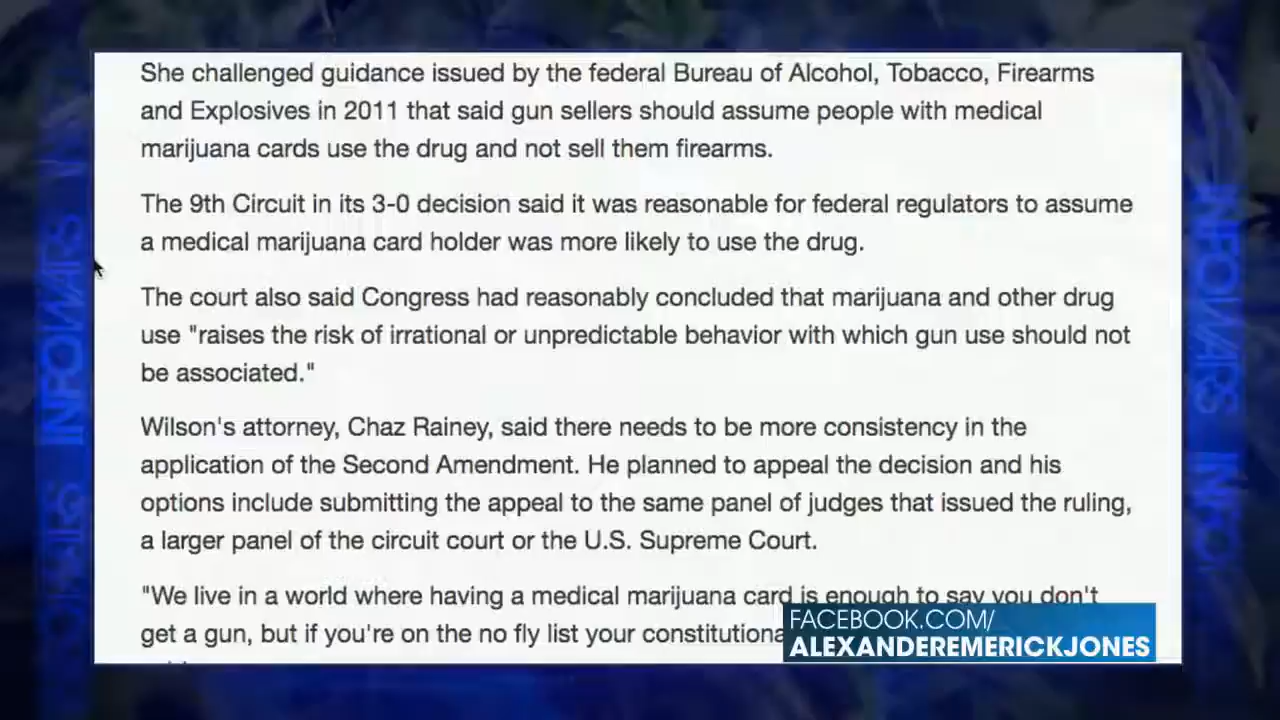 She challenged guidance issued by the federal Bureau of Alcohol, Tobacco, Firearms
and Explosives in 2011 that said gun sellers should assume people with medical
marijuana cards use the drug and not sell them firearms.
The 9th Circuit in its 3-0 decision said it was reasonable for federal regulators to assume
a medical marijuana card holder was more likely to use the drug.
The court also said Congress had reasonably concluded that marijuana and other drug
use "raises the risk of irrational or unpredictable behavior with which gun use should not
be associated."
Wilson's attorney, Chaz Rainey, said there needs to be more consistency in the
application of the Second Amendment. He planned to appeal the decision and his
options include submitting the appeal to the same panel of judges that issued the ruling,
a larger panel of the circuit court or the U.S. Supreme Court.
"We live in a world where having a medical marijuana card is enough to say you don't
get a gun, but if you're on the no fly list your constitutiona
FACEBOOK.COM/
ALEXANDEREMERICKJONES
INFOWARS
INFOWARS